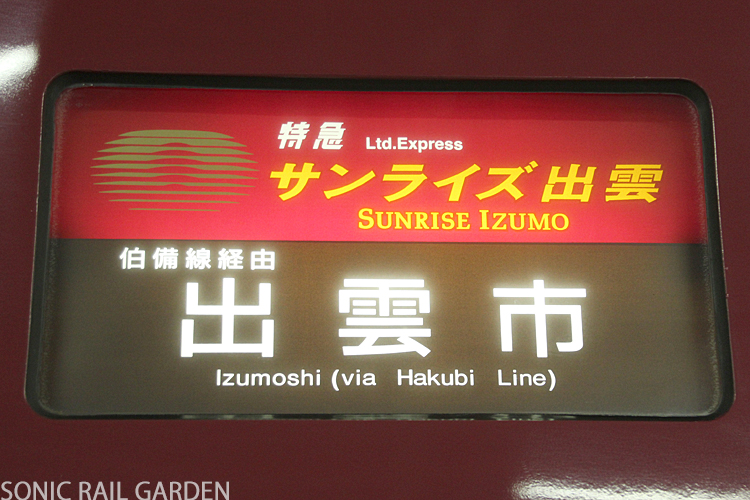 特急 Ltd.Express
サンライズ出雲
SUNRISE IZUMO
伯備線経由
出雲市
Izumoshi (via Hakubi Line)
SONIC RAIL GARDEN